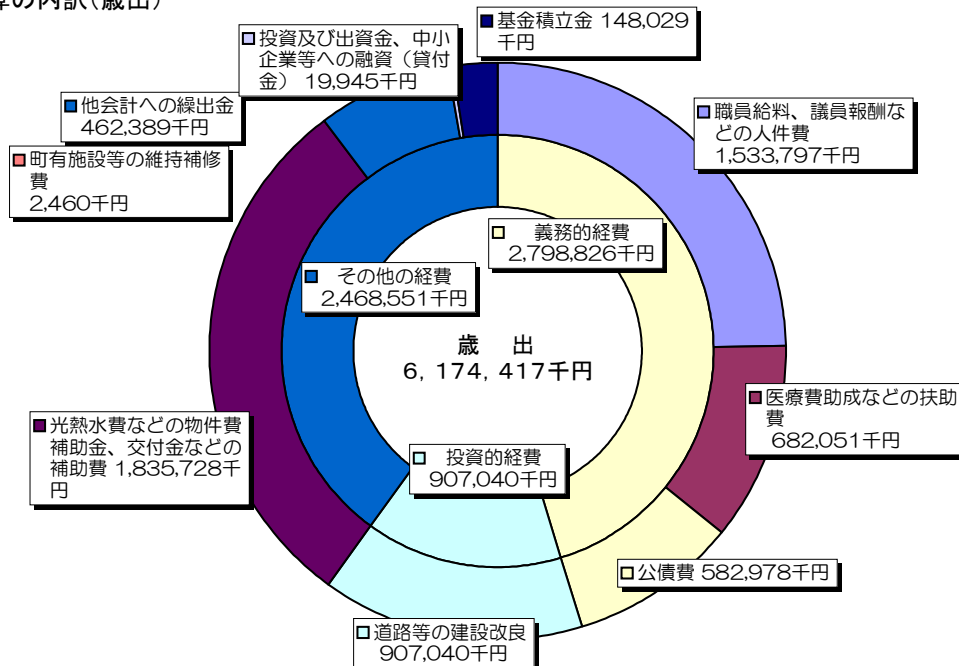 算の内訳（歳出）
基金積立金 148,029
千円
投資及び出資金、中小
企業等への融資（貸付
金） 19,945千円
他会計への繰出金
462,389千円
町有施設等の維持補修
費
2,460千円
職員給料、議員報酬な
どの人件費
1,533,797千円
義務的経費
2,798,826千円
その他の経費
2,468,551千円
歳 出
6,174,417千円
医療費助成などの扶助
費
682,051千円
光熱水費などの物件費
補助金、交付金などの
補助費 1,835,728千
円
投資的経費
907,040千円
公債費 582,978千円
道路等の建設改良
907,040千円